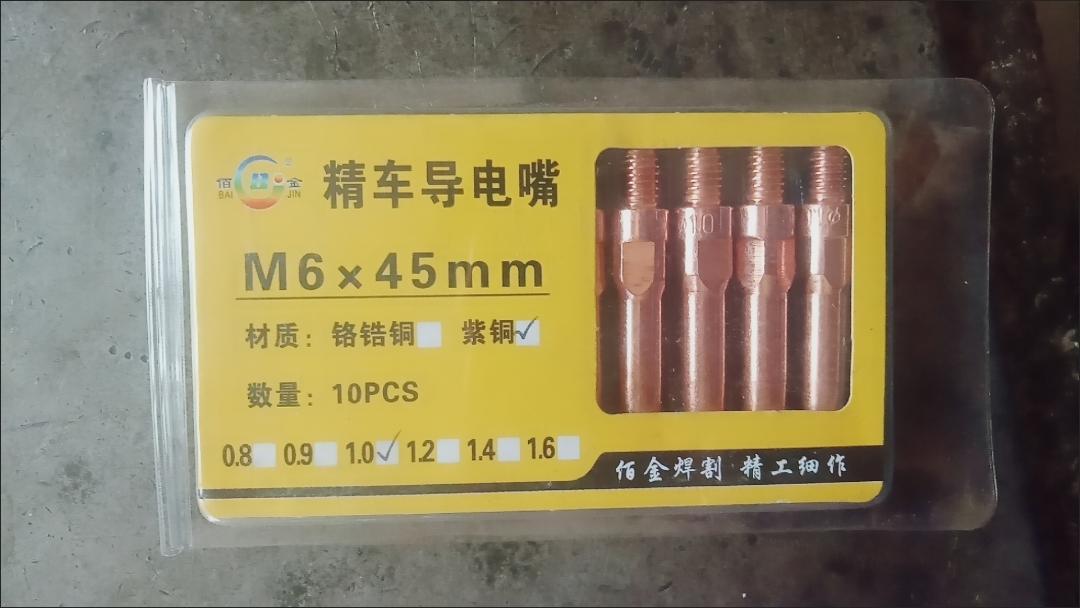 佰 金
BAI JIN
精车导电嘴
M6×45mm
材质：铬锆铜 紫铜✓
数量：10PCS
0.8 0.9 1.0✓ 1.2 1.4 1.6
佰金焊割 精工细作
1.0